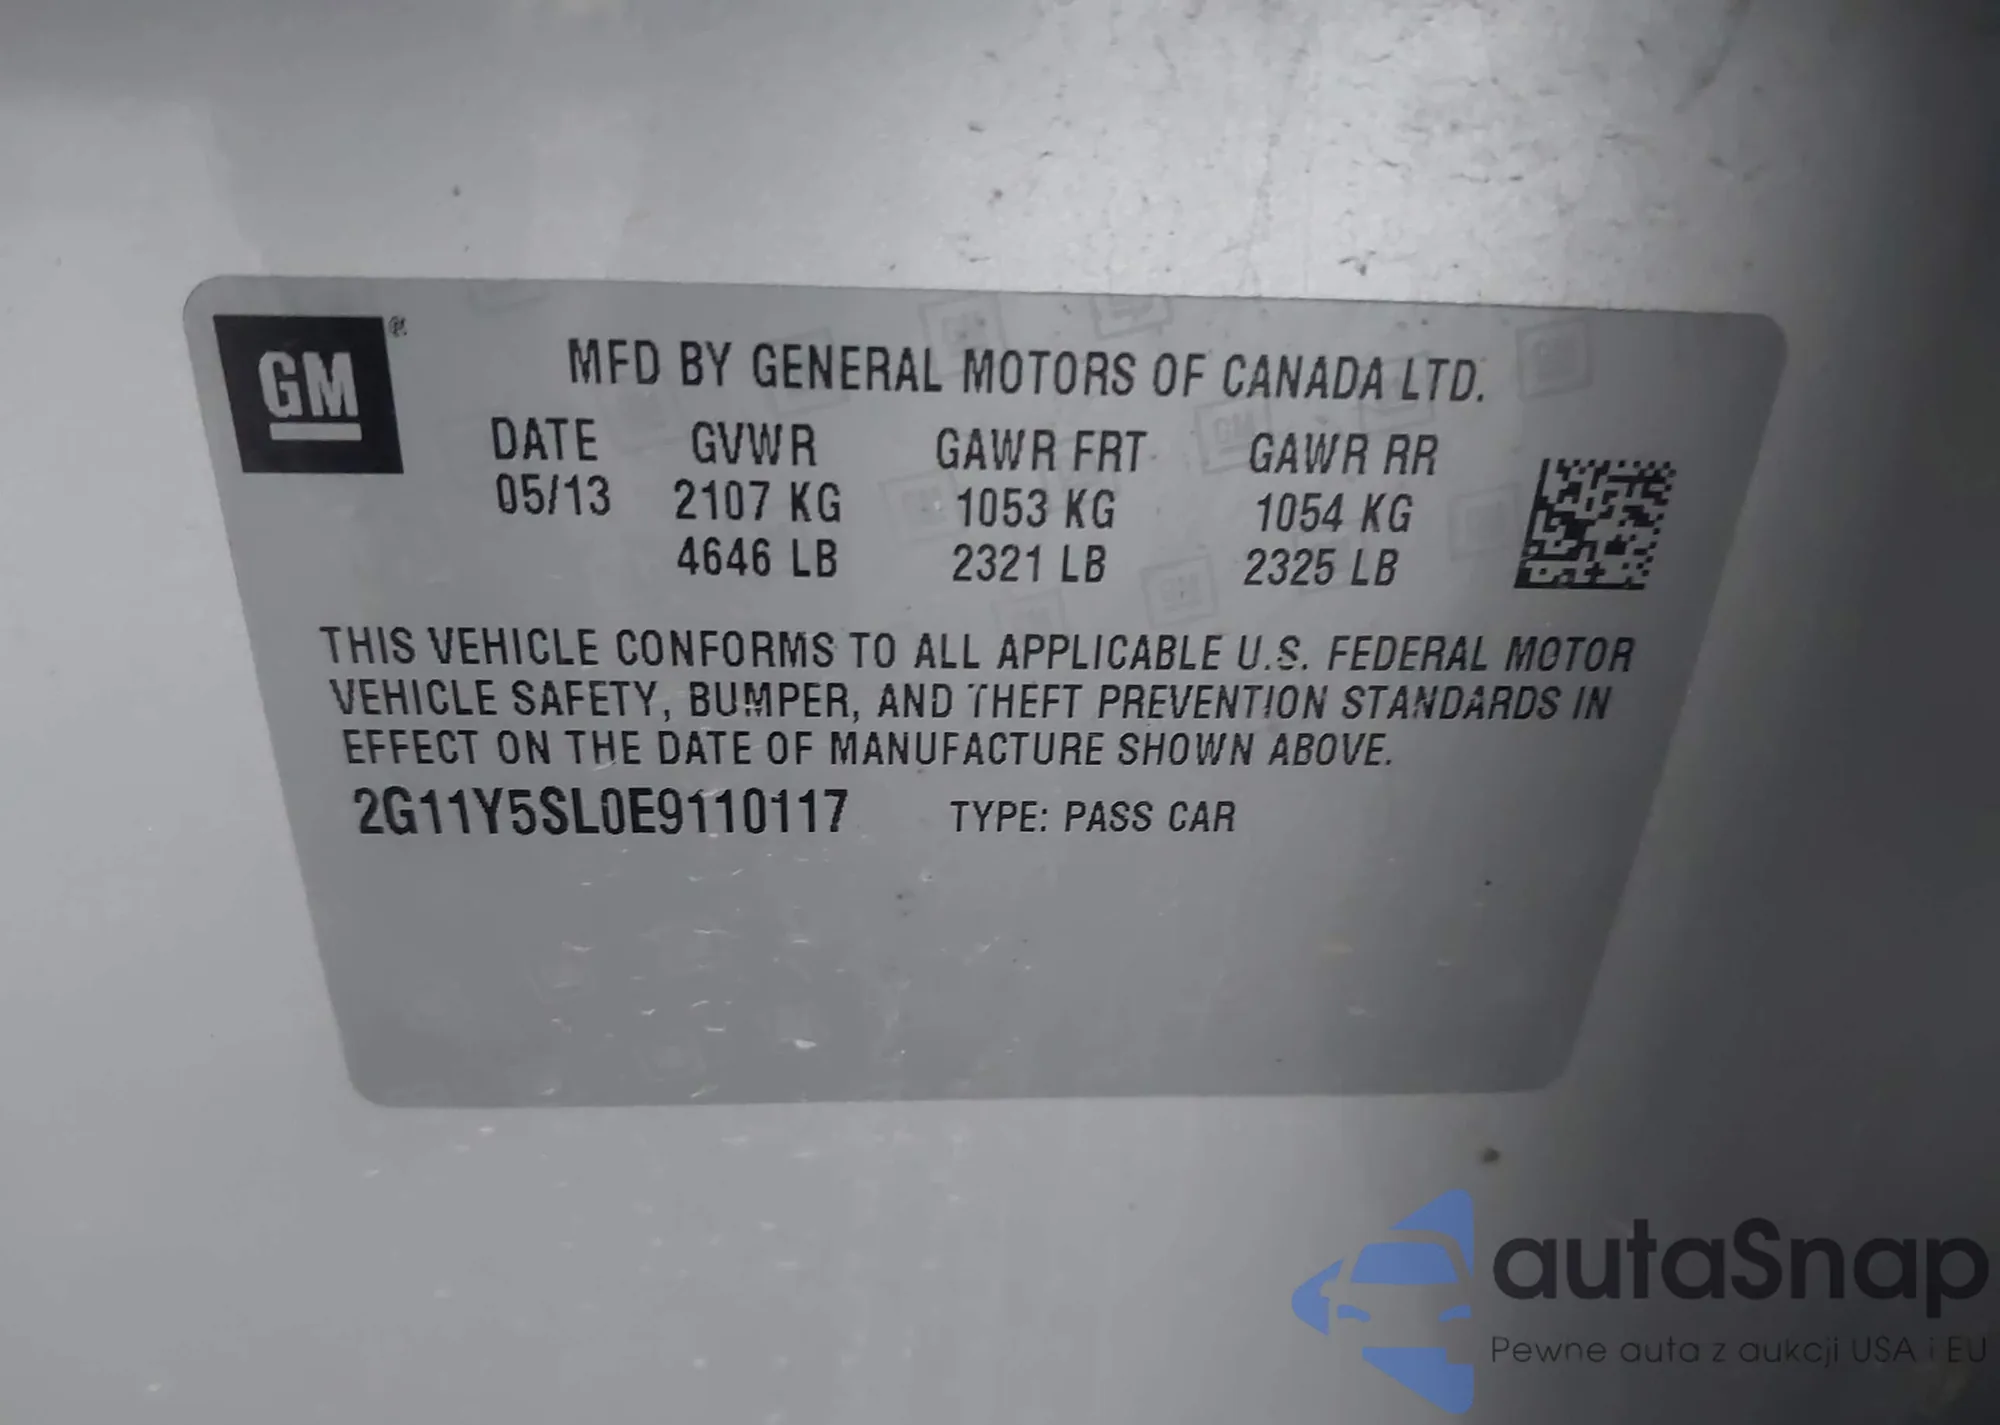 GM
MFD BY GENERAL MOTORS OF CANADA LTD.
DATE GVWR GAWR FRT GAWR RR
05/13 2107 KG 1053 KG 1054 KG
4646 LB 2321 LB 2325 LB
THIS VEHICLE CONFORMS TO ALL APPLICABLE U.S. FEDERAL MOTOR
VEHICLE SAFETY, BUMPER, AND THEFT PREVENTION STANDARDS IN
EFFECT ON THE DATE OF MANUFACTURE SHOWN ABOVE.
2G11Y5SL0E9110117 TYPE: PASS CAR
autaSnap
Pewne auta z aukcji USA i EU